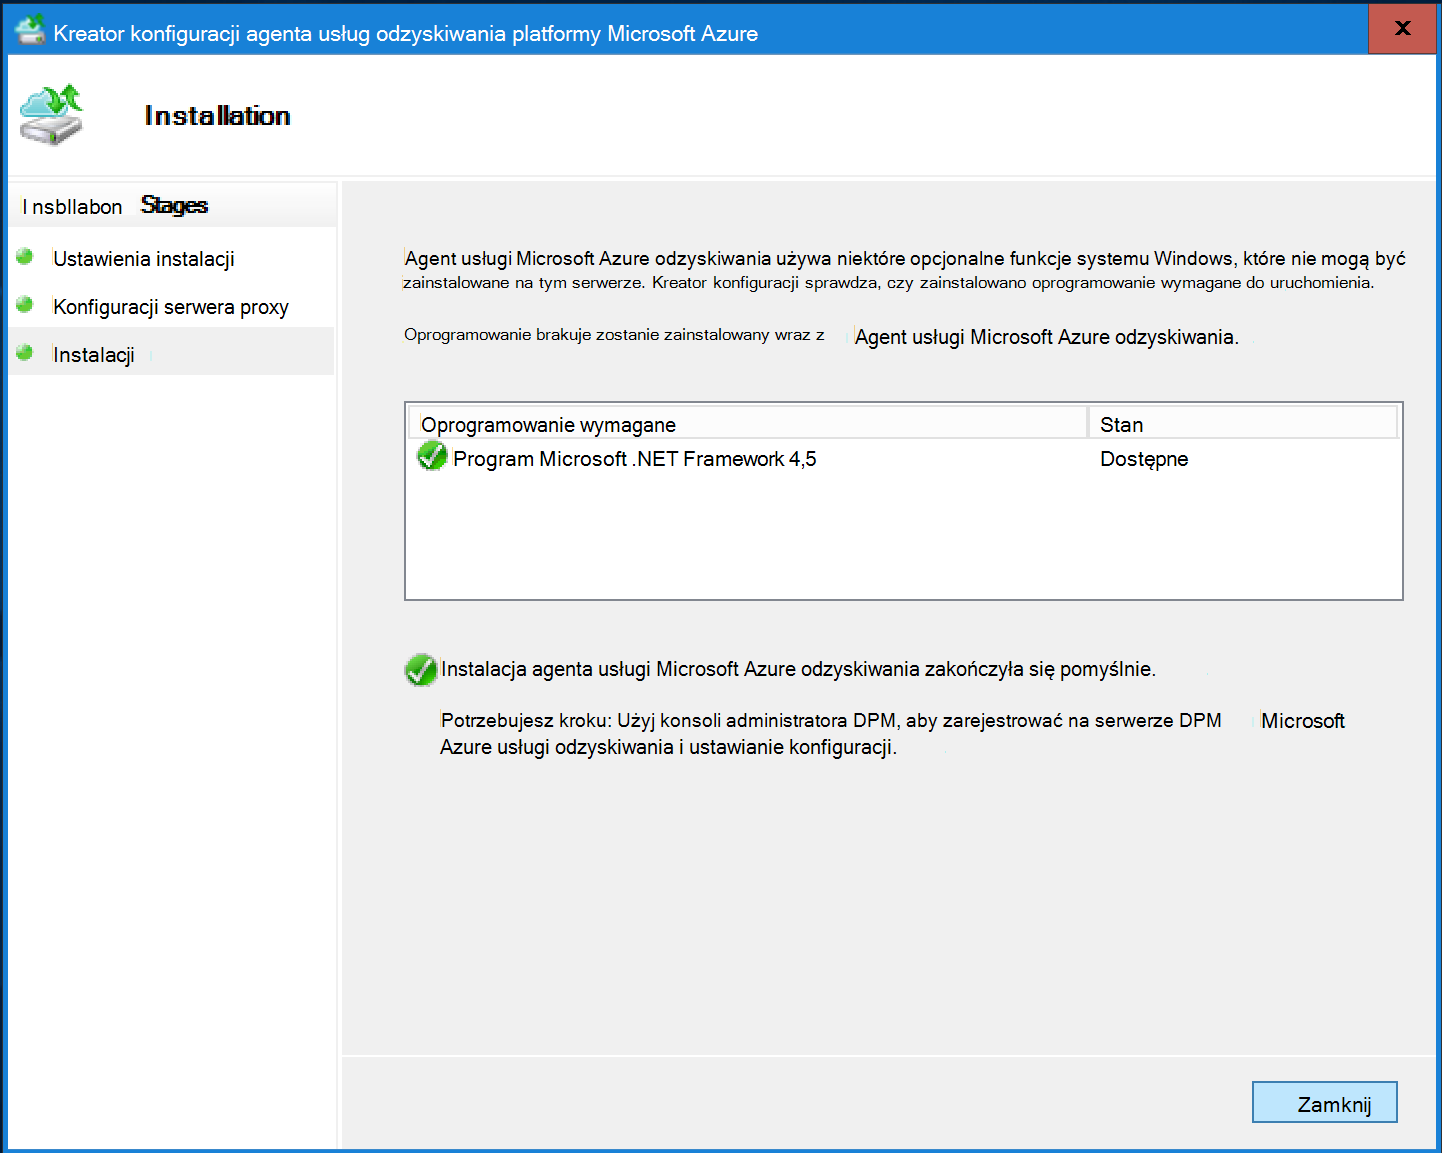 Kreator konfiguracji agenta usług odzyskiwania platformy Microsoft Azure
x
Installation
I nsbllabon Stages
Ustawienia instalacji
Konfiguracji serwera proxy
Instalacji
Agent usługi Microsoft Azure odzyskiwania używa niektóre opcjonalne funkcje systemu Windows, które nie mogą być
zainstalowane na tym serwerze. Kreator konfiguracji sprawdza, czy zainstalowano oprogramowanie wymagane do uruchomienia.
Oprogramowanie brakuje zostanie zainstalowany wraz z Agent usługi Microsoft Azure odzyskiwania.
Oprogramowanie wymagane Stan
Program Microsoft .NET Framework 4,5 Dostępne
Instalacja agenta usługi Microsoft Azure odzyskiwania zakończyła się pomyślnie.
Potrzebujesz kroku: Użyj konsoli administratora DPM, aby zarejestrować na serwerze DPM Microsoft
Azure usługi odzyskiwania i ustawianie konfiguracji.
Zamknij